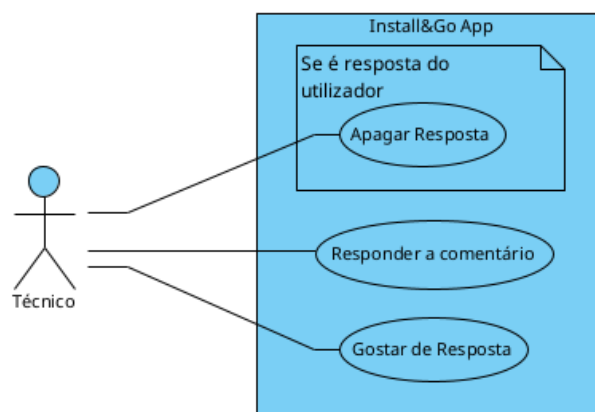 Install&Go App
Se é resposta do
utilizador
Apagar Resposta
Responder a comentário
Técnico
Gostar de Resposta